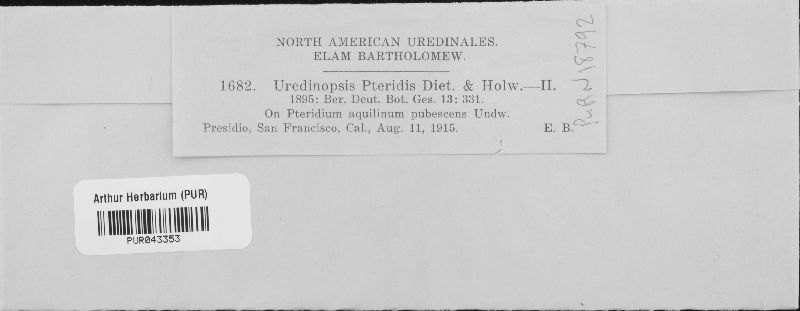 NORTH AMERICAN UREDINALES.
ELAM BARTHOLOMEW.
1682. Uredinopsis Pteridis Diet. & Holw.—II.
1895: Ber. Deut. Bot. Ges. 13: 331.
On Pteridium aquilinum pubescens Undw.
Presidio, San Francisco, Cal., Aug. 11, 1915. E. B.
PUR N18792
Arthur Herbarium (PUR)
PUR043353